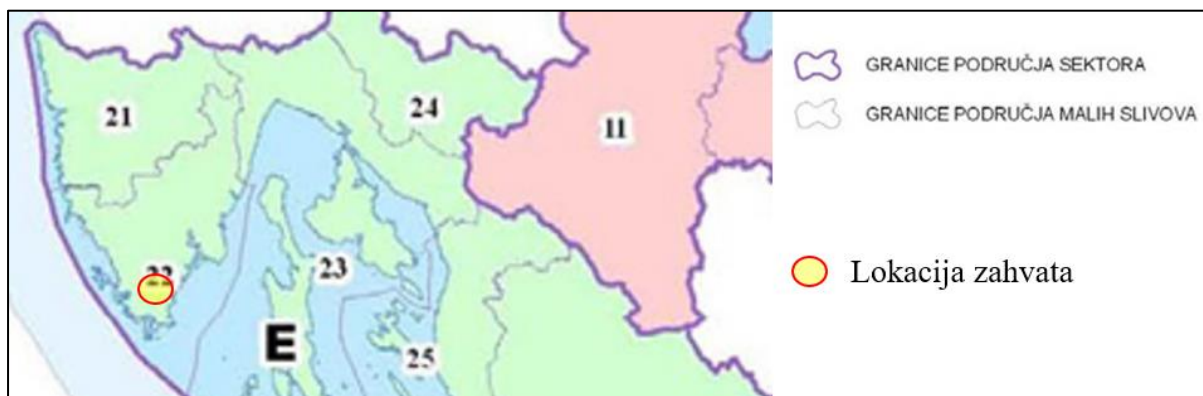 21
24
11
22
23
E
25
GRANICE PODRUČJA SEKTORA
GRANICE PODRUČJA MALIH SLIVOVA
Lokacija zahvata